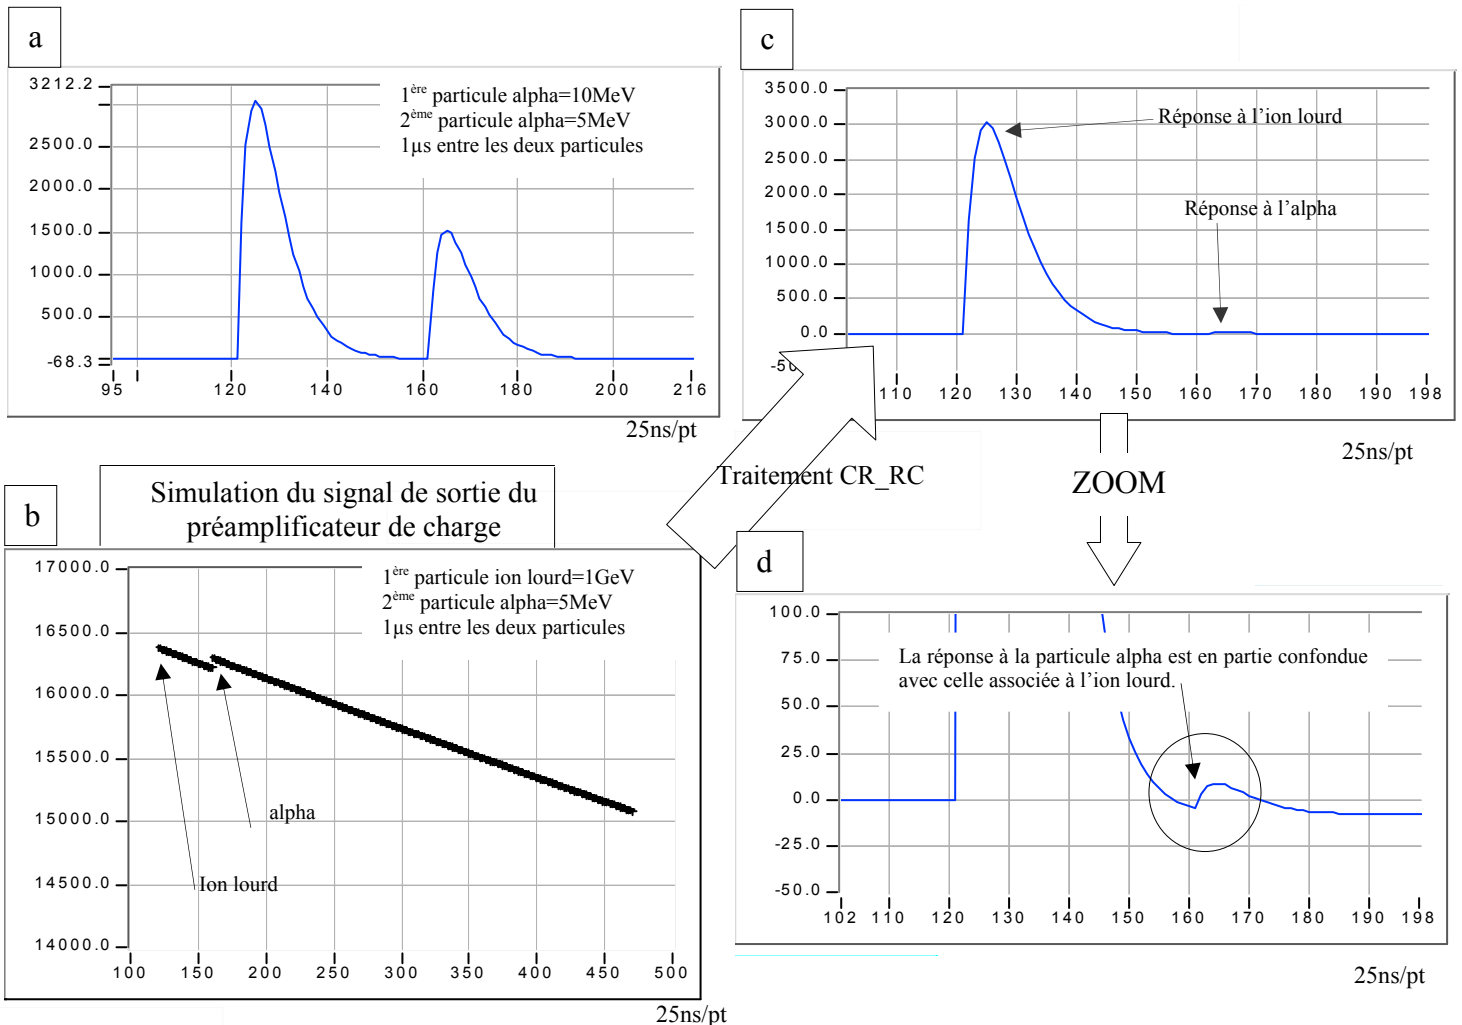 a
3212.2
2500.0
2000.0
1500.0
1000.0
500.0
-68.3
95 120 140 160 180 200 216
25ns/pt
1ère particule alpha=10MeV
2ème particule alpha=5MeV
1µs entre les deux particules
c
3500.0
3000.0
2500.0
2000.0
1500.0
1000.0
500.0
0.0
110 120 130 140 150 160 170 180 190 198
25ns/pt
Réponse à l'ion lourd
Réponse à l'alpha
Traitement CR_RC
ZOOM
b
Simulation du signal de sortie du
préamplificateur de charge
17000.0
16500.0
16000.0
15500.0
15000.0
14500.0
14000.0
100 150 200 250 300 350 400 450 500
25ns/pt
1ère particule ion lourd=1GeV
2ème particule alpha=5MeV
1µs entre les deux particules
alpha
Ion lourd
d
100.0
75.0
50.0
25.0
0.0
-25.0
-50.0
102 110 120 130 140 150 160 170 180 190 198
25ns/pt
La réponse à la particule alpha est en partie confondue
avec celle associée à l'ion lourd.